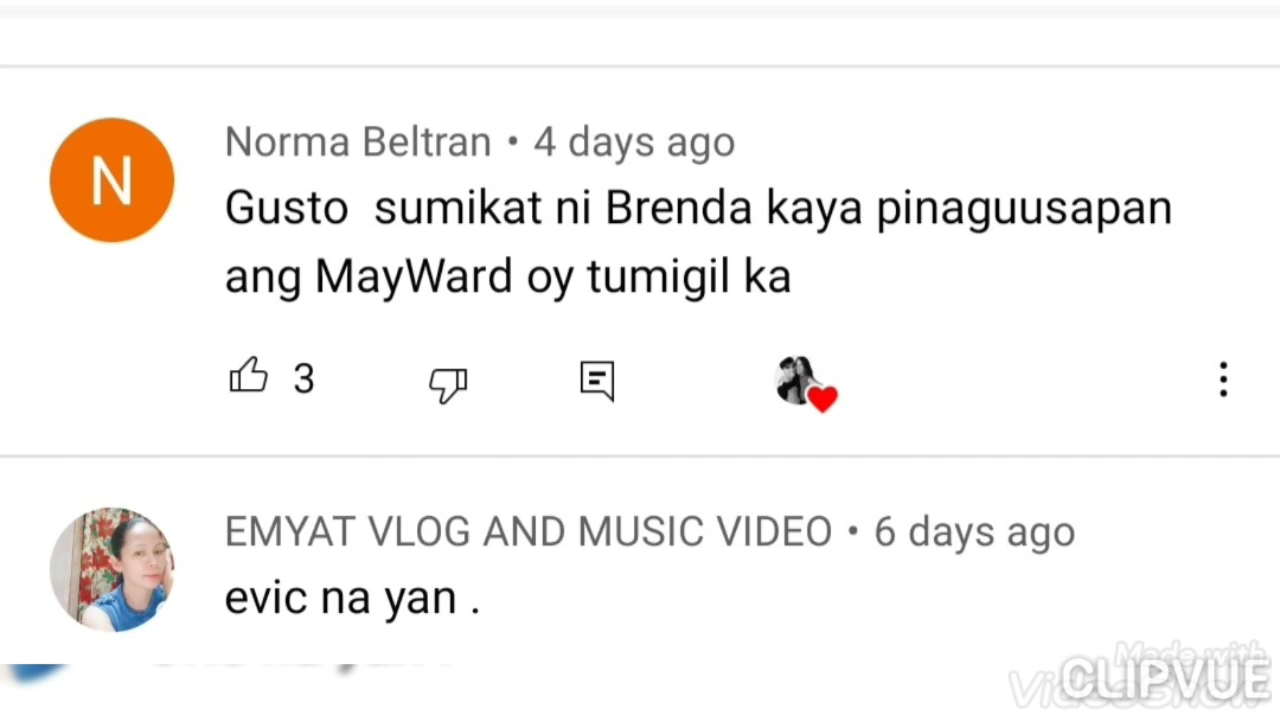 N
Norma Beltran • 4 days ago
Gusto sumikat ni Brenda kaya pinaguusapan
ang MayWard oy tumigil ka
3
EMYAT VLOG AND MUSIC VIDEO • 6 days ago
evic na yan .
Made with
VideoShow
CLIPVUE